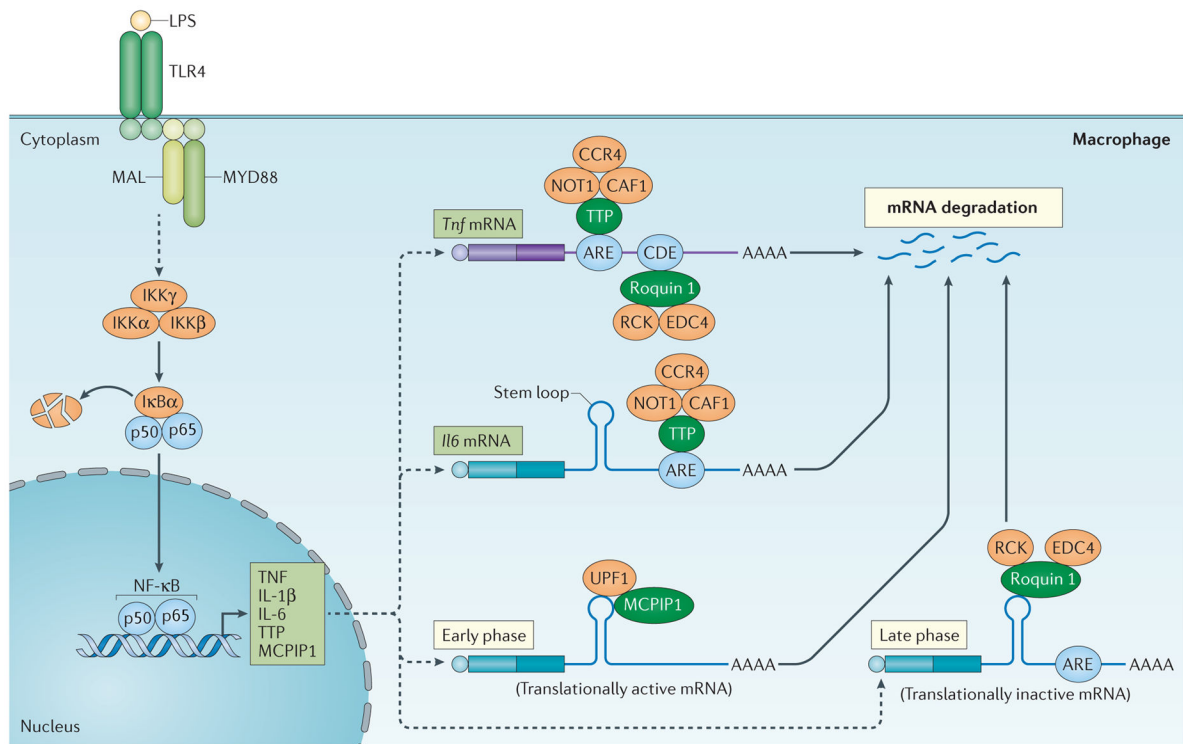 LPS
TLR4
Cytoplasm
Macrophage
MAL
MYD88
IKKγ
IKKα
IKKβ
IκBα
p50
p65
NF-κB
p50
p65
TNF
IL-1β
IL-6
TTP
MCPIP1
Nucleus
CCR4
NOT1
CAF1
TTP
Tnf mRNA
ARE
CDE
AAAA
Roquin 1
RCK
EDC4
mRNA degradation
Stem loop
CCR4
NOT1
CAF1
TTP
Il6 mRNA
ARE
AAAA
UPF1
MCPIP1
Early phase
AAAA
(Translationally active mRNA)
RCK
EDC4
Roquin 1
Late phase
ARE
AAAA
(Translationally inactive mRNA)